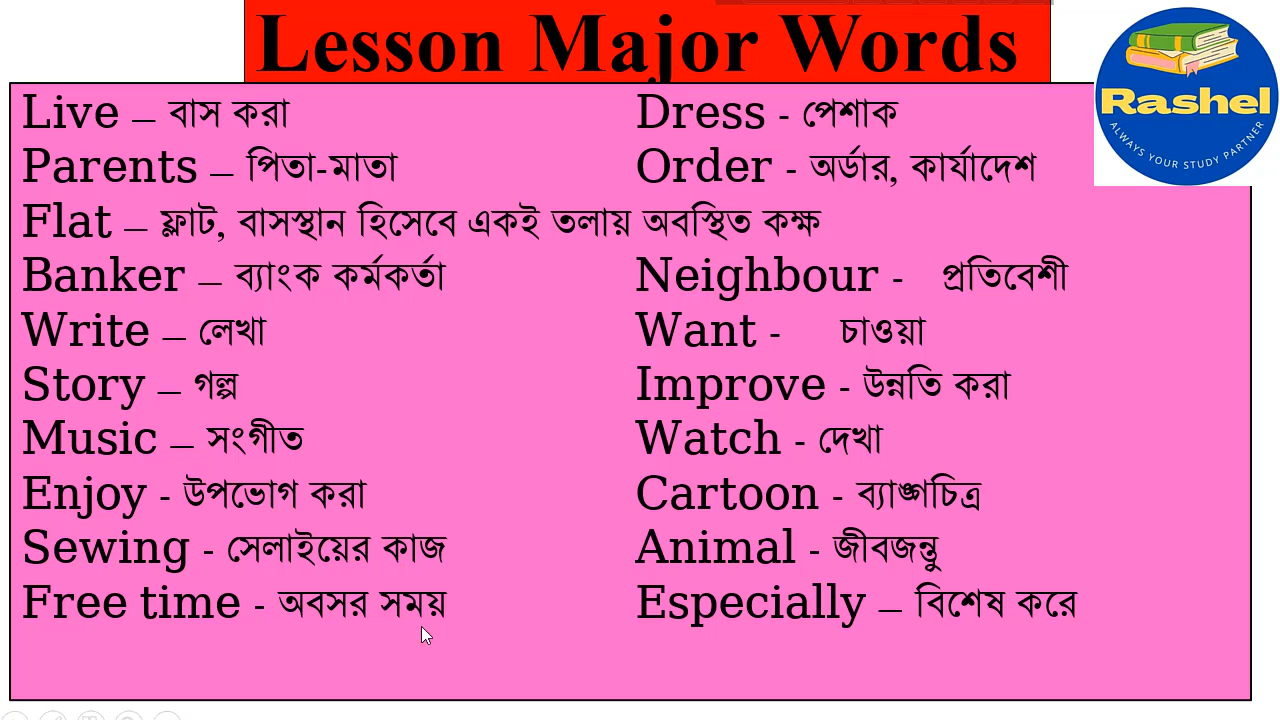 Lesson Major Words
Rashel
ALWAYS YOUR STUDY PARTNER
Live – বাস করা
Parents – পিতা-মাতা
Flat – ফ্লাট, বাসস্থান হিসেবে একই তলায় অবস্থিত কক্ষ
Banker – ব্যাংক কর্মকর্তা
Write – লেখা
Story – গল্প
Music – সংগীত
Enjoy - উপভোগ করা
Sewing - সেলাইয়ের কাজ
Free time - অবসর সময়
Dress - পেশাক
Order - অর্ডার, কার্যাদেশ
Neighbour - প্রতিবেশী
Want - চাওয়া
Improve - উন্নতি করা
Watch - দেখা
Cartoon - ব্যাঙ্গচিত্র
Animal - জীবজন্তু
Especially – বিশেষ করে